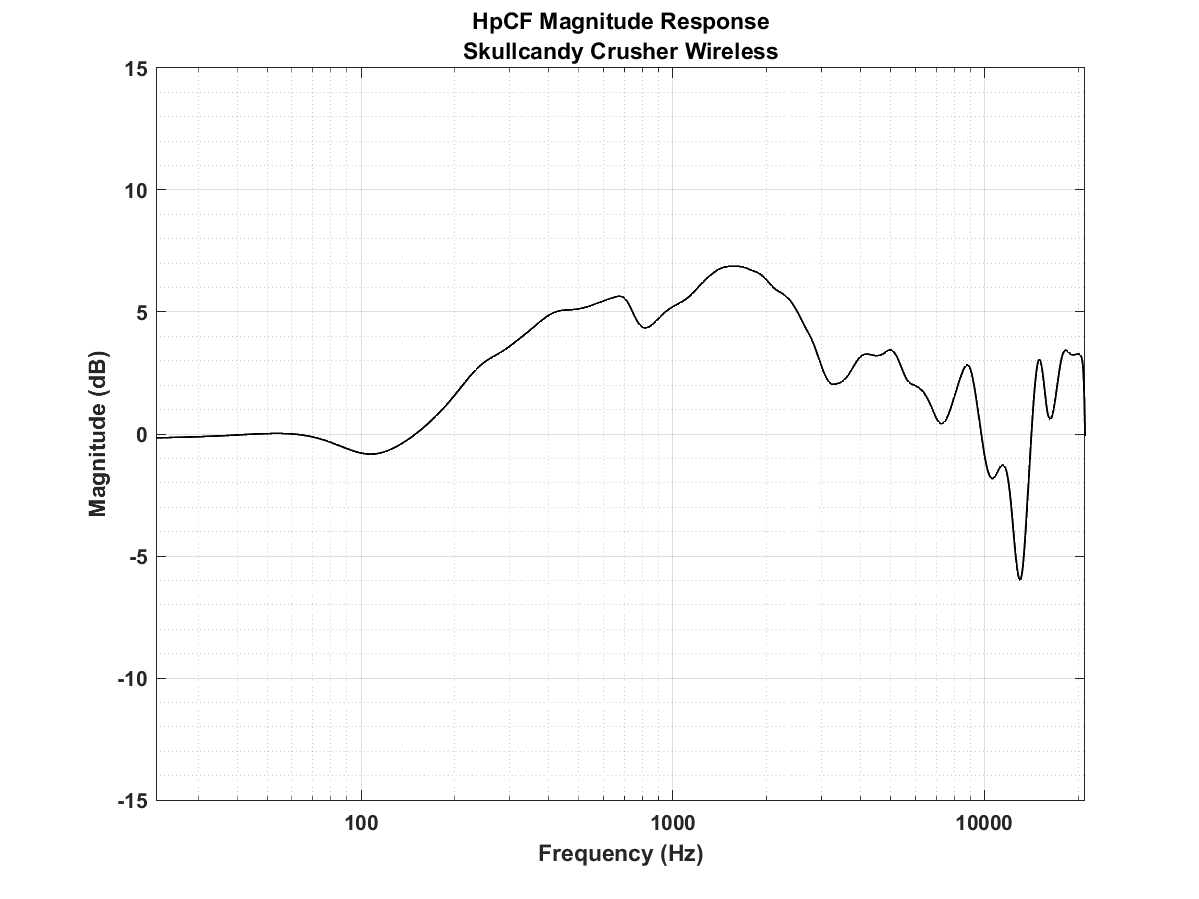 HpCF Magnitude Response
Skullcandy Crusher Wireless
15
10
5
0
-5
-10
-15
Magnitude (dB)
100 1000 10000
Frequency (Hz)